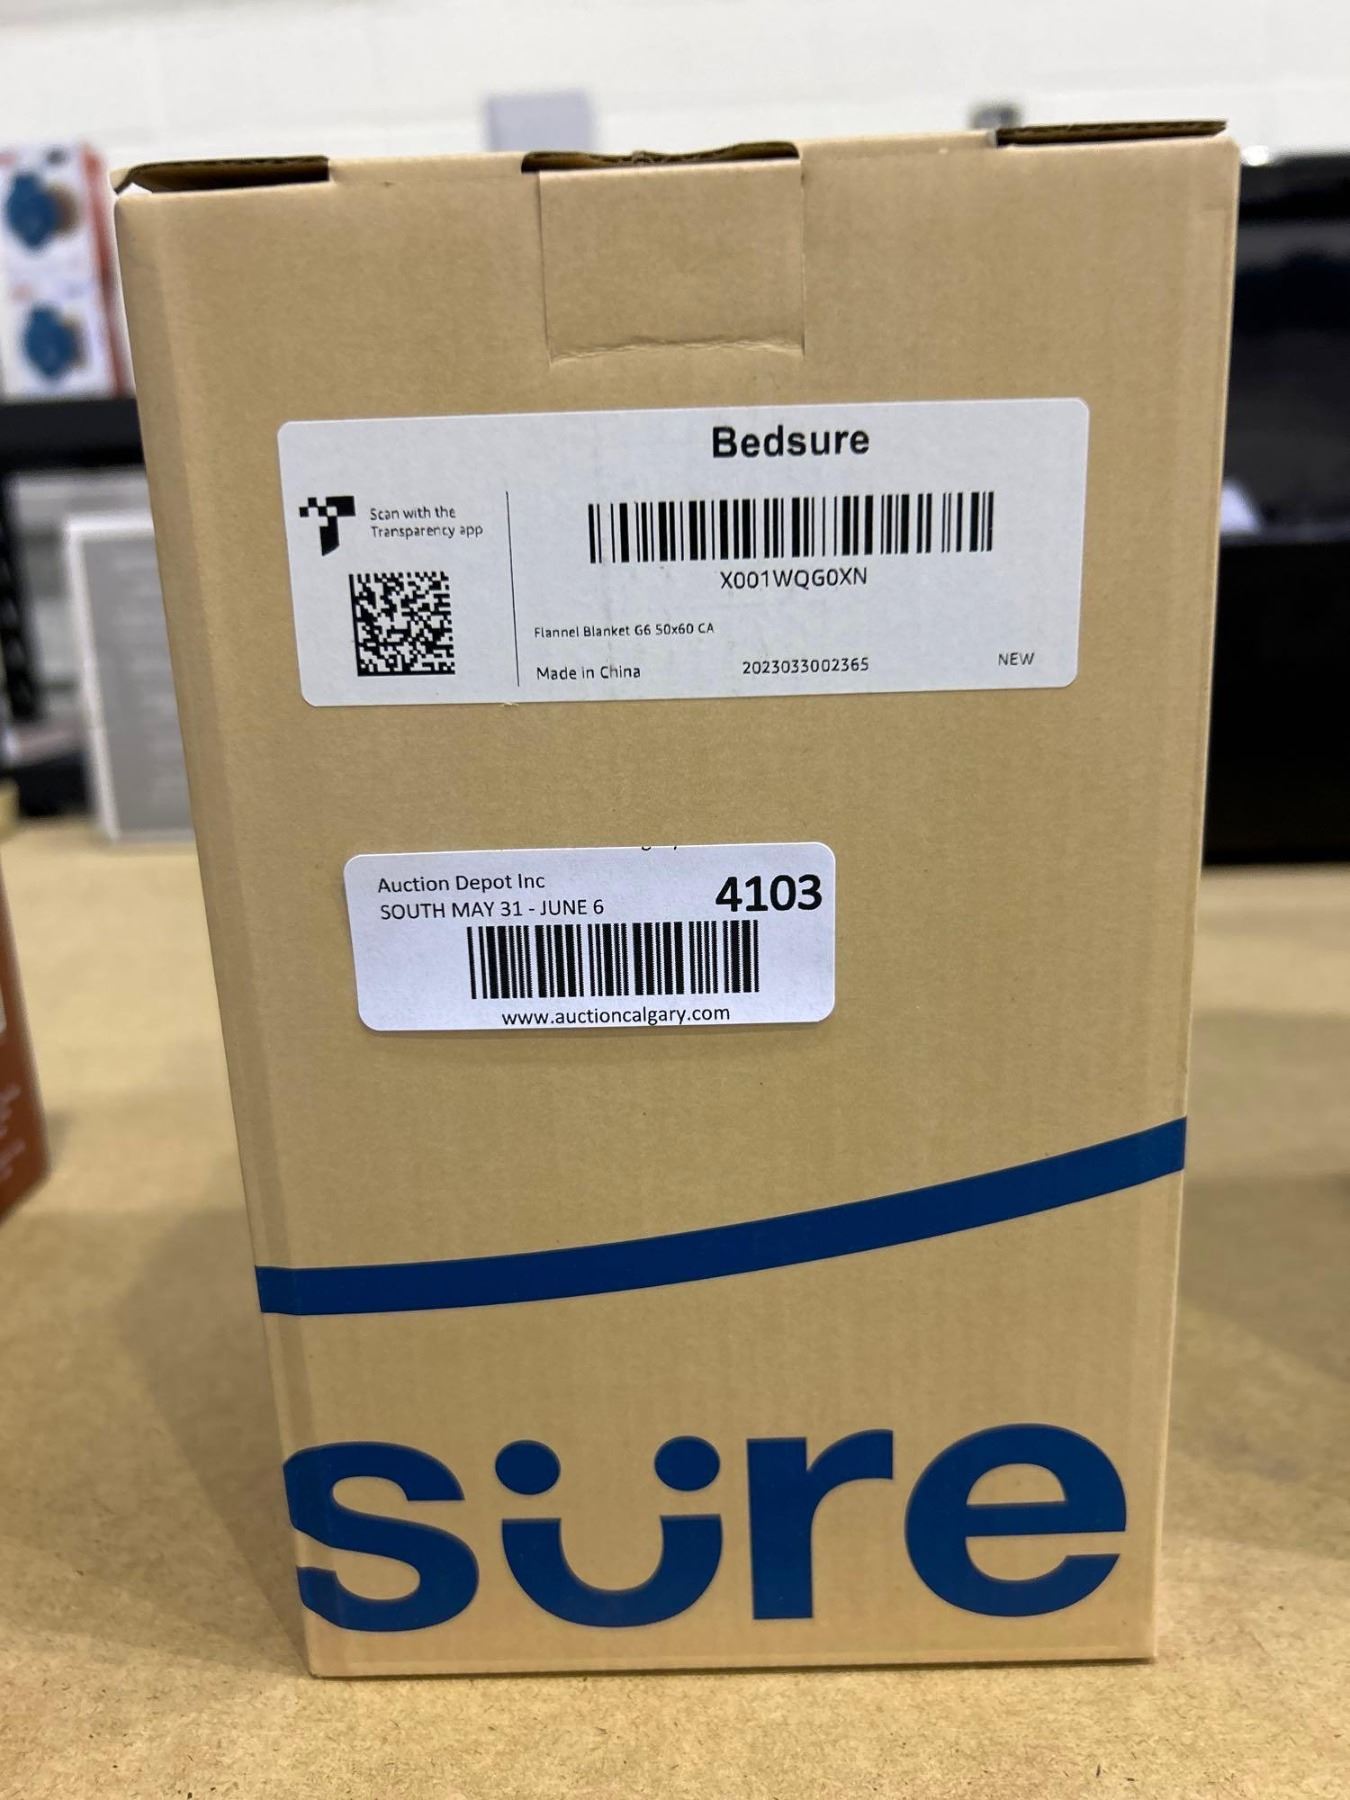 Bedsure
Scan with the
Transparency app
X001WQG0XN
Flannel Blanket G6 50x60 CA
Made in China
2023033002365
NEW
Auction Depot Inc
4103
SOUTH MAY 31 - JUNE 6
www.auctioncalgary.com
süre